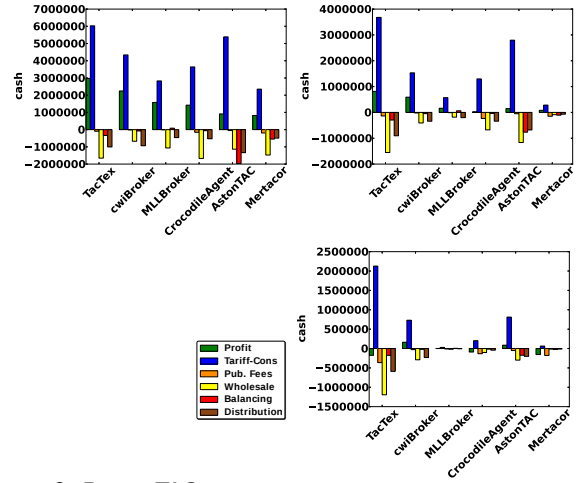 7000000
6000000
5000000
4000000
3000000
2000000
1000000
0
−1000000
−2000000
cash
TacTex
cwiBroker
MLLBroker
CrocodileAgent
AstonTAC
Mertacor
4000000
3000000
2000000
1000000
0
−1000000
−2000000
cash
TacTex
cwiBroker
MLLBroker
CrocodileAgent
AstonTAC
Mertacor
2500000
2000000
1500000
1000000
500000
0
−500000
−1000000
−1500000
cash
TacTex
cwiBroker
MLLBroker
CrocodileAgent
AstonTAC
Mertacor
Profit
Tariff-Cons
Pub. Fees
Wholesale
Balancing
Distribution